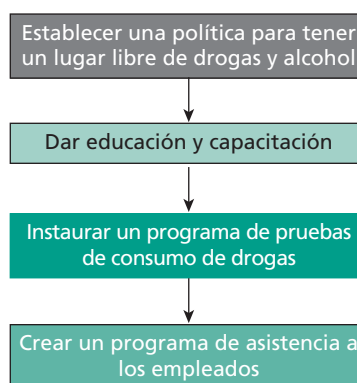 Establecer una política para tener
un lugar libre de drogas y alcohol
Dar educación y capacitación
Instaurar un programa de pruebas
de consumo de drogas
Crear un programa de asistencia a
los empleados